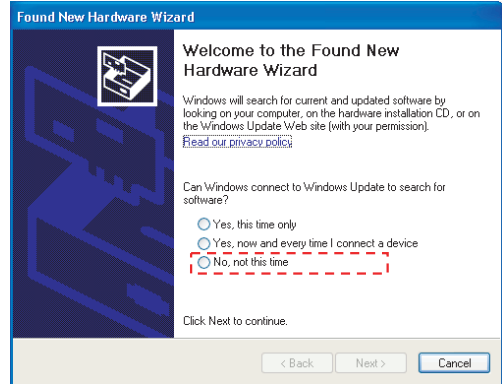 Found New Hardware Wizard
Welcome to the Found New
Hardware Wizard
Windows will search for current and updated software by
looking on your computer, on the hardware installation CD, or on
the Windows Update Web site (with your permission).
Read our privacy policy
Can Windows connect to Windows Update to search for
software?
Yes, this time only
Yes, now and every time I connect a device
No, not this time
Click Next to continue.
< Back
Next >
Cancel